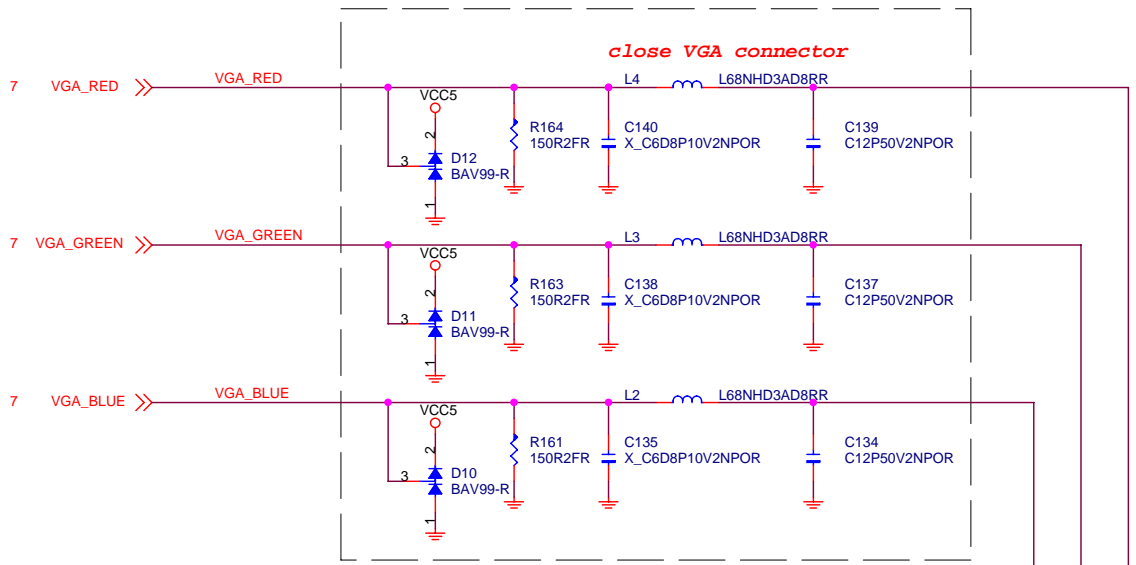 close VGA connector
7 VGA_RED VGA_RED L4 L68NHD3AD8RR
VCC5
2
R164 C140 C139
150R2FR X_C6D8P10V2NPOR C12P50V2NPOR
3 D12
BAV99-R
1
7 VGA_GREEN VGA_GREEN L3 L68NHD3AD8RR
VCC5
2
R163 C138 C137
150R2FR X_C6D8P10V2NPOR C12P50V2NPOR
3 D11
BAV99-R
1
7 VGA_BLUE VGA_BLUE L2 L68NHD3AD8RR
VCC5
2
R161 C135 C134
150R2FR X_C6D8P10V2NPOR C12P50V2NPOR
3 D10
BAV99-R
1